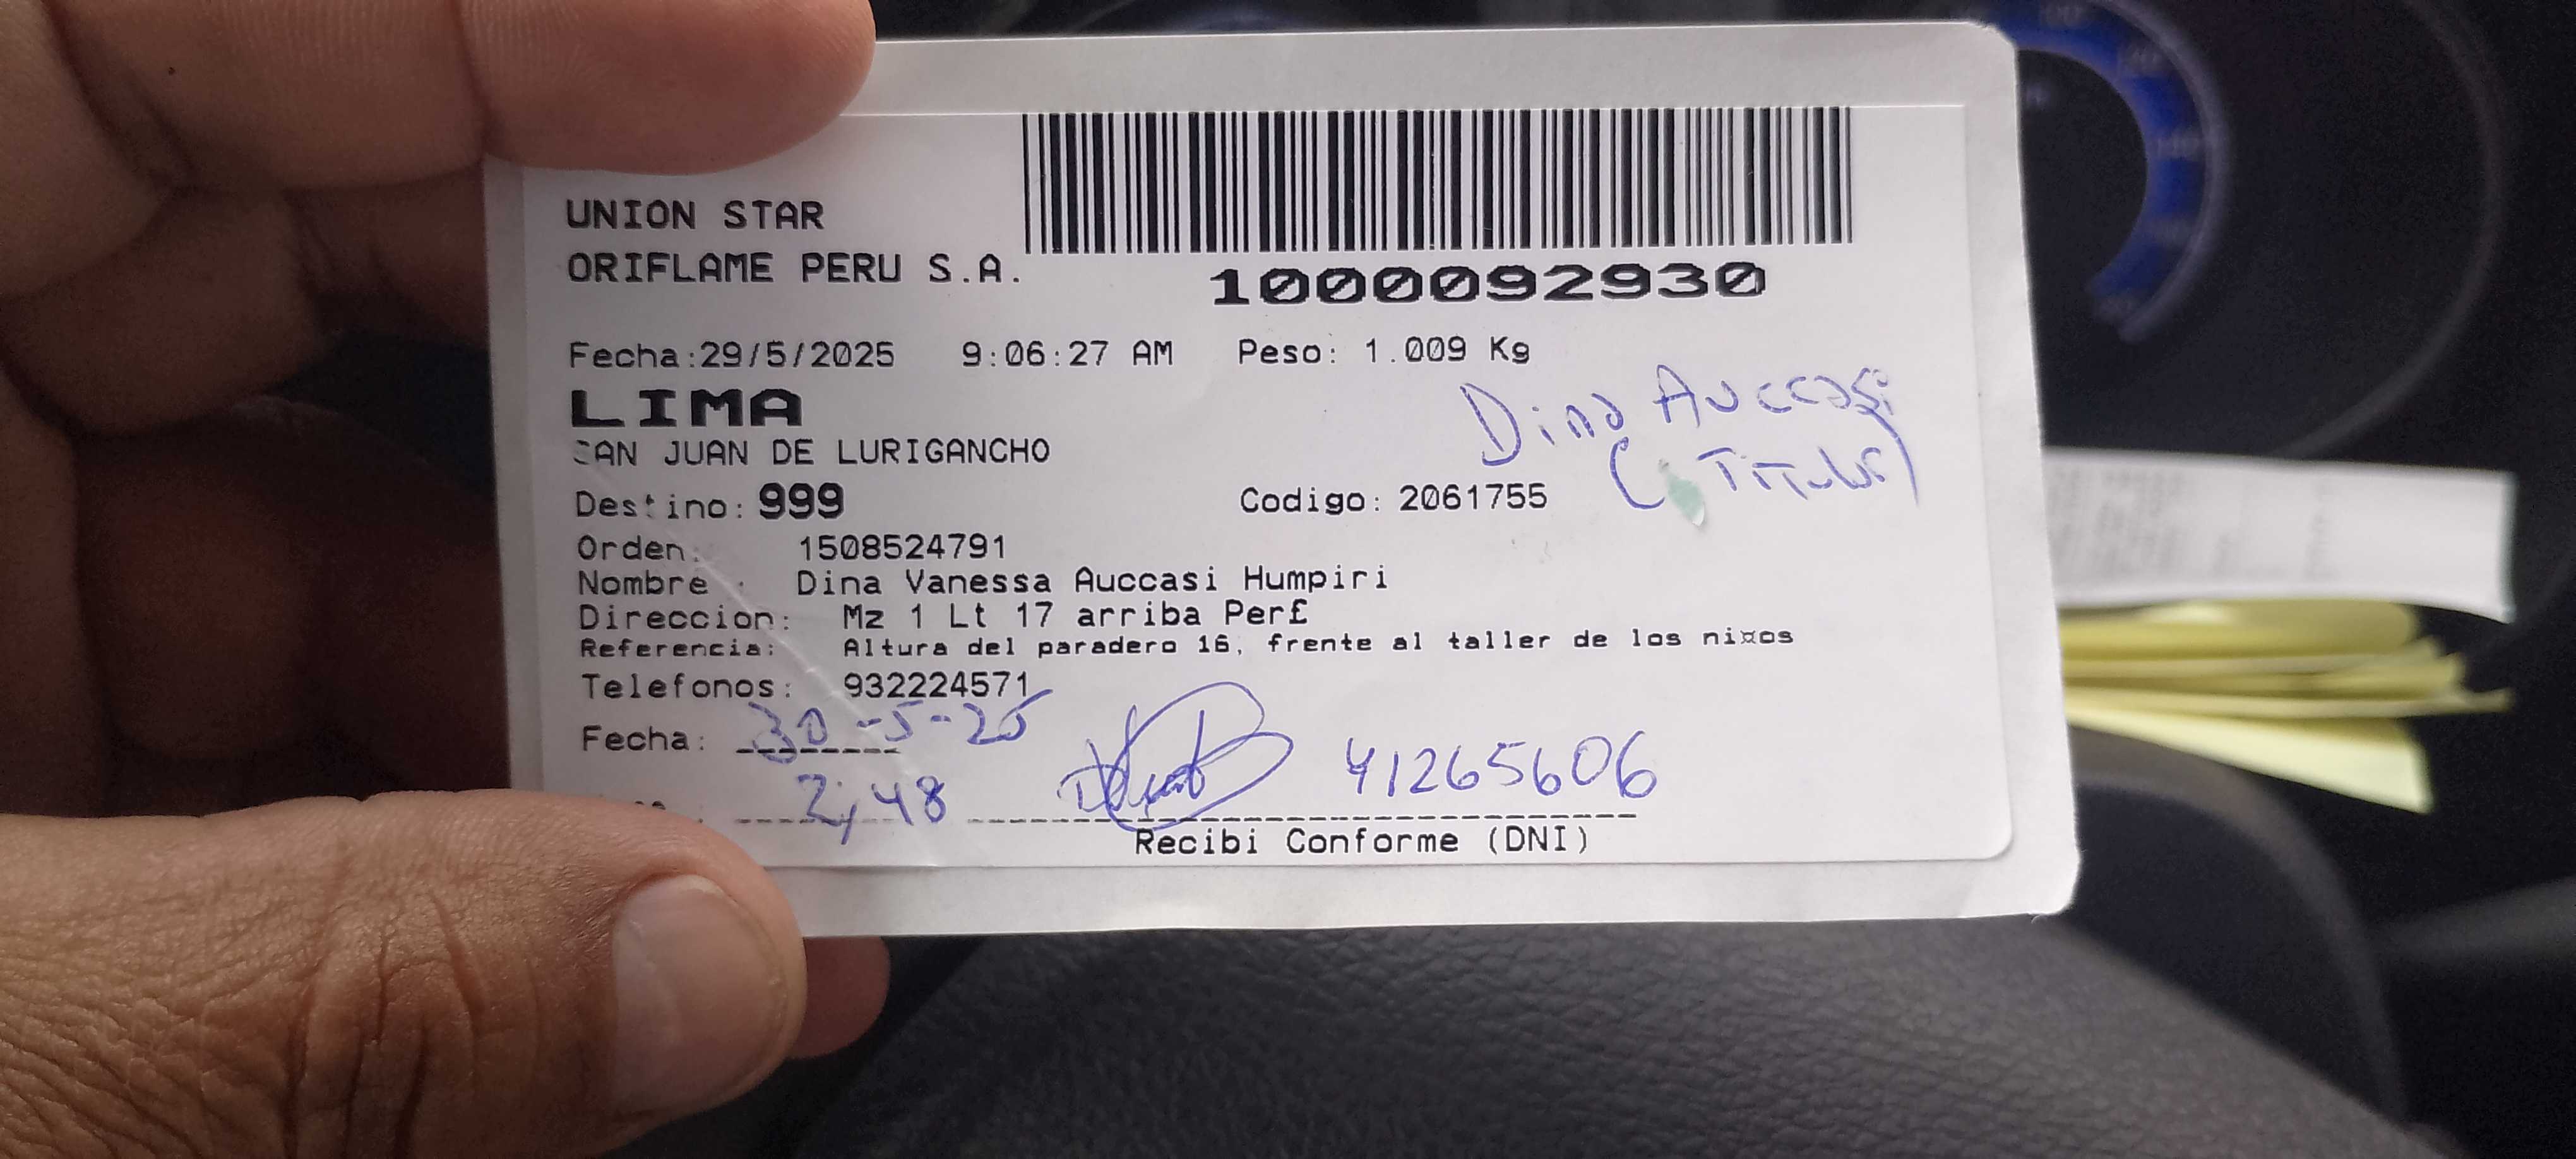 UNION STAR
ORIFLAME PERU S.A.
1000092930
Fecha:29/5/2025 9:06:27 AM Peso: 1.009 Kg
LIMA
SAN JUAN DE LURIGANCHO
Dina Auccasi
(Titular)
Destino: 999 Codigo: 2061755
Orden: 1508524791
Nombre : Dina Vanessa Auccasi Humpiri
Direccion: Mz 1 Lt 17 arriba Per£
Referencia: Altura del paradero 16, frente al taller de los ni¤os
Telefonos: 932224571
Fecha: 30-5-25
2,48 41265606
Recibi Conforme (DNI)